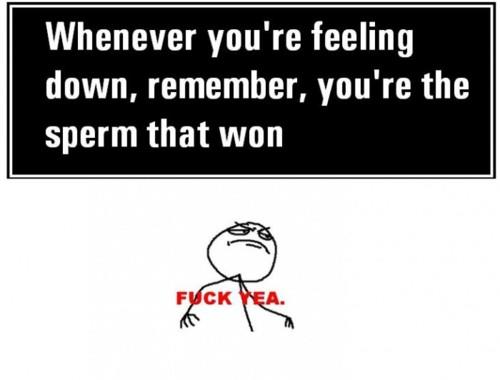 Whenever you're feeling
down, remember, you're the
sperm that won
FUCK YEA.